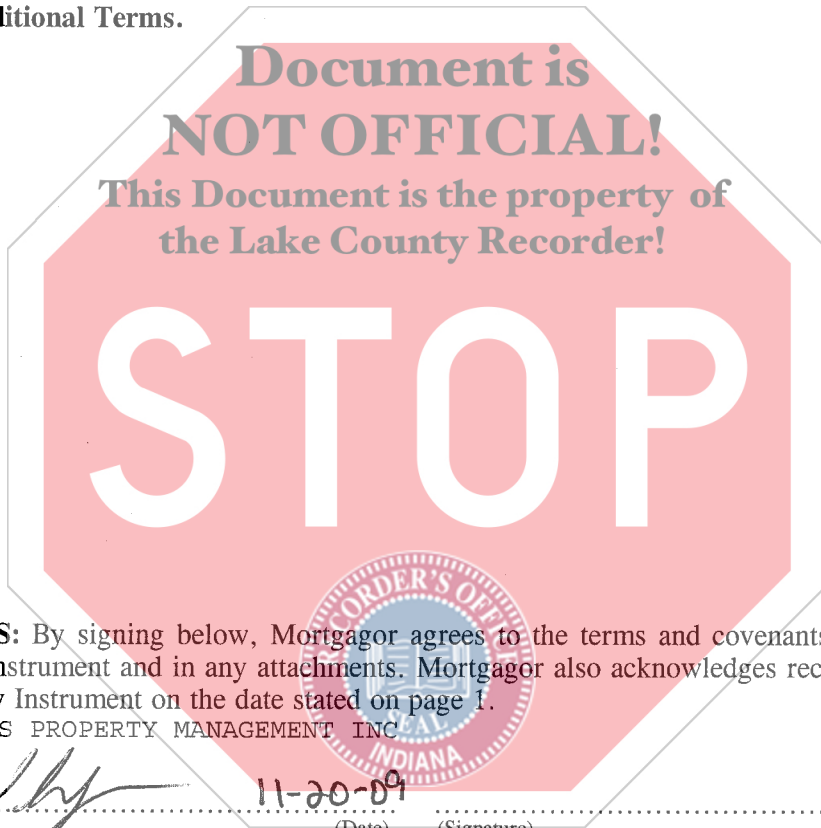 litional Terms.
Document is
NOT OFFICIAL!
This Document is the property of
the Lake County Recorder!
STOP
RECORDER'S OFFICE
SEAL
INDIANA
S: By signing below, Mortgagor agrees to the terms and covenants
nstrument and in any attachments. Mortgagor also acknowledges rec
y Instrument on the date stated on page 1.
S PROPERTY MANAGEMENT INC
11-20-09
(Date) (Signature)